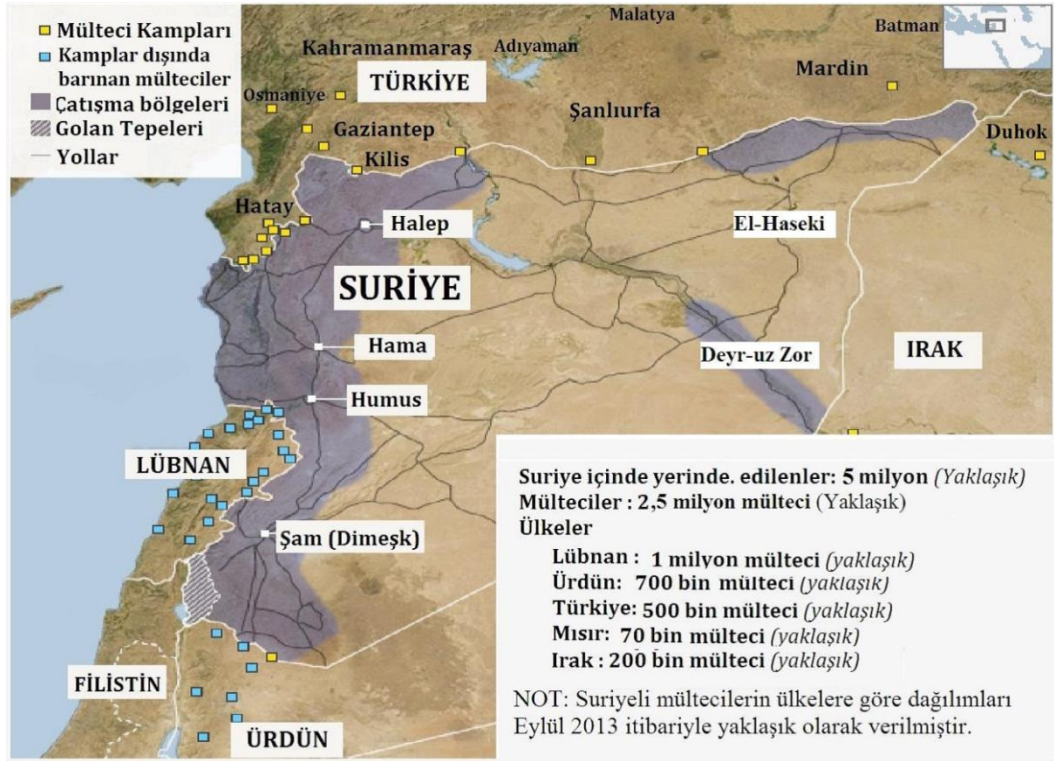 Mülteci Kampları
Kamplar dışında
barınan mülteciler
Çatışma bölgeleri
Golan Tepeleri
Yollar
Malatya
Batman
Kahramanmaraş
Adıyaman
Mardin
TÜRKİYE
Osmaniye
Şanlıurfa
Gaziantep
Duhok
Kilis
Hatay
Halep
El-Haseki
SURİYE
Hama
Deyr-uz Zor
IRAK
Humus
LÜBNAN
Şam (Dimeşk)
FİLİSTİN
ÜRDÜN
Suriye içinde yerinde. edilenler: 5 milyon (Yaklaşık)
Mülteciler : 2,5 milyon mülteci (Yaklaşık)
Ülkeler
Lübnan : 1 milyon mülteci (yaklaşık)
Ürdün: 700 bin mülteci (yaklaşık)
Türkiye: 500 bin mülteci (yaklaşık)
Mısır: 70 bin mülteci (yaklaşık)
Irak : 200 bin mülteci (yaklaşık)
NOT: Suriyeli mültecilerin ülkelere göre dağılımları
Eylül 2013 itibariyle yaklaşık olarak verilmiştir.